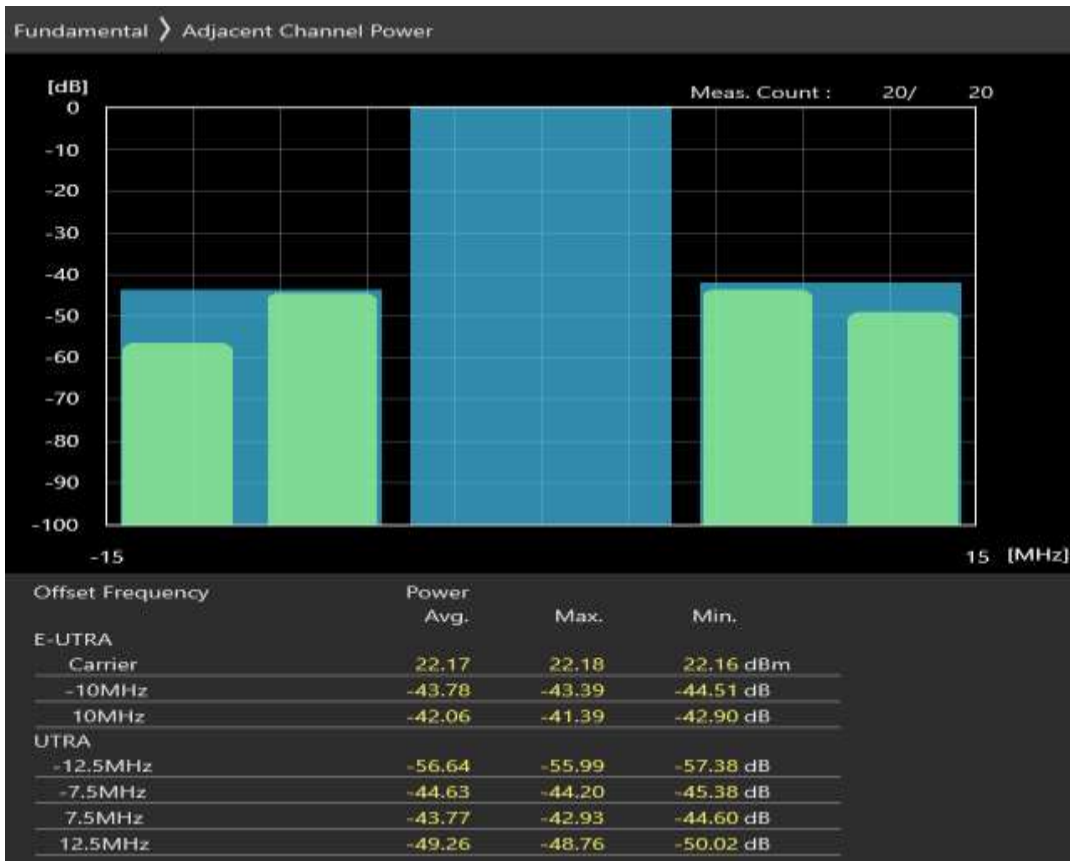 Fundamental 〉 Adjacent Channel Power
[dB]
Meas. Count : 20/ 20
0
-10
-20
-30
-40
-50
-60
-70
-80
-90
-100
-15 15 [MHz]
Offset Frequency Power
Avg. Max. Min.
E-UTRA
Carrier 22.17 22.18 22.16 dBm
-10MHz -43.78 -43.39 -44.51 dB
10MHz -42.06 -41.39 -42.90 dB
UTRA
-12.5MHz -56.64 -55.99 -57.38 dB
-7.5MHz -44.63 -44.20 -45.38 dB
7.5MHz -43.77 -42.93 -44.60 dB
12.5MHz -49.26 -48.76 -50.02 dB